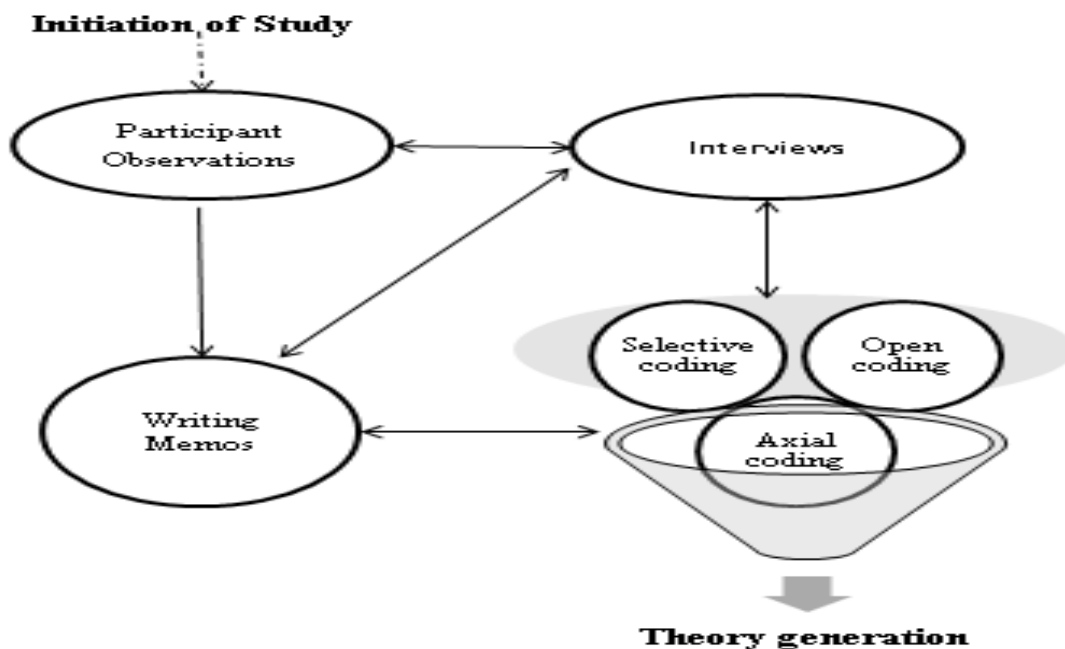 Initiation of Study
Participant
Observations
Interviews
Selective
coding
Open
coding
Writing
Memos
Axial
coding
Theory generation